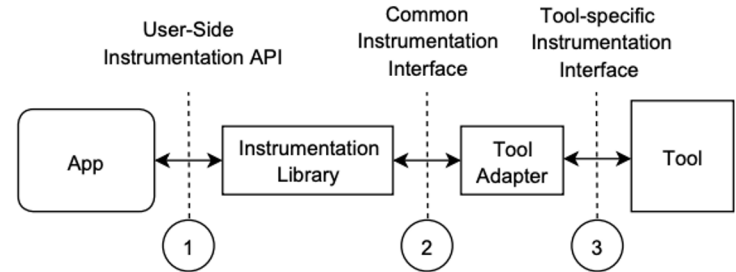 User-Side
Instrumentation API
Common
Instrumentation
Interface
Tool-specific
Instrumentation
Interface
App
Instrumentation
Library
Tool
Adapter
Tool
1
2
3